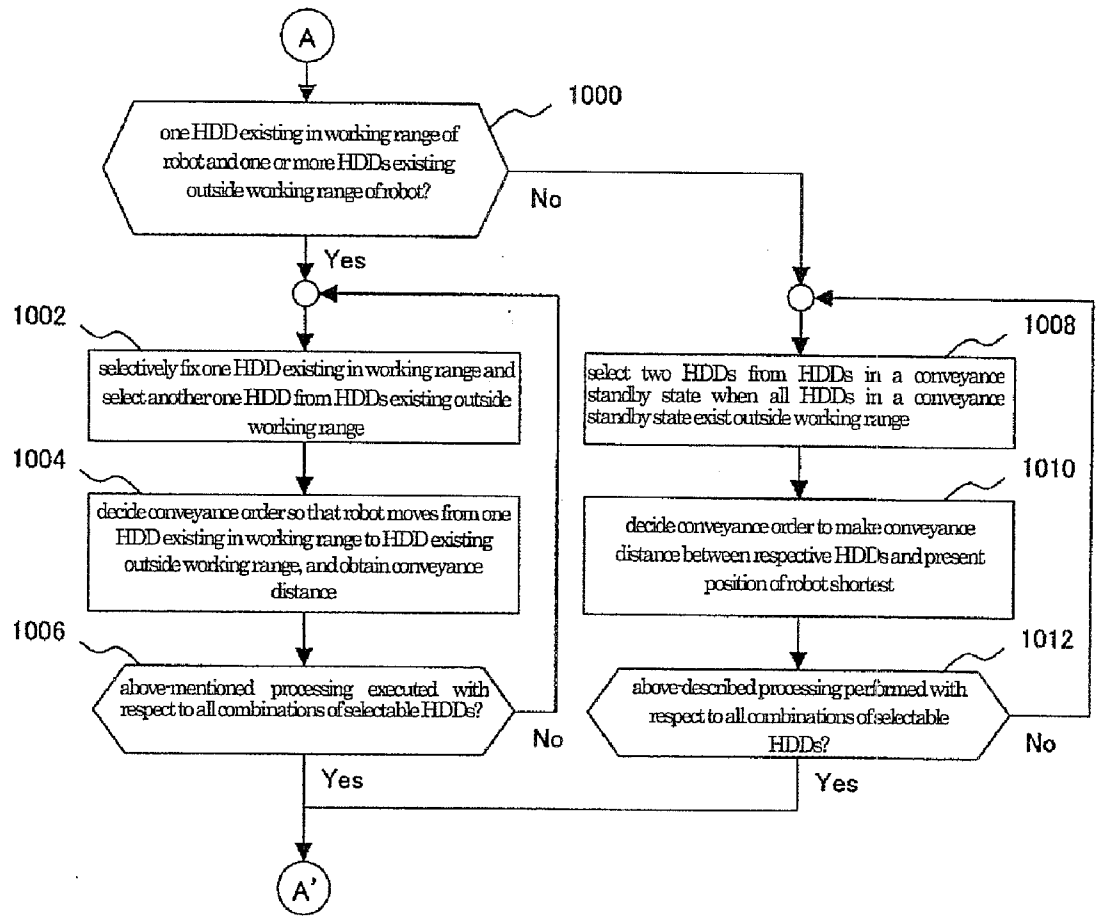 A
1000
one HDD existing in working range of
robot and one or more HDDs existing
outside working range of robot?
No
Yes
1002
selectively fix one HDD existing in working range and
select another one HDD from HDDs existing outside
working range
1004
decide conveyance order so that robot moves from one
HDD existing in working range to HDD existing
outside working range, and obtain conveyance
distance
1006
above-mentioned processing executed with
respect to all combinations of selectable HDDs?
No
Yes
1008
select two HDDs from HDDs in a conveyance
standby state when all HDDs in a conveyance
standby state exist outside working range
1010
decide conveyance order to make conveyance
distance between respective HDDs and present
position of robot shortest
1012
above-described processing performed with
respect to all combinations of selectable
HDDs?
No
Yes
A'